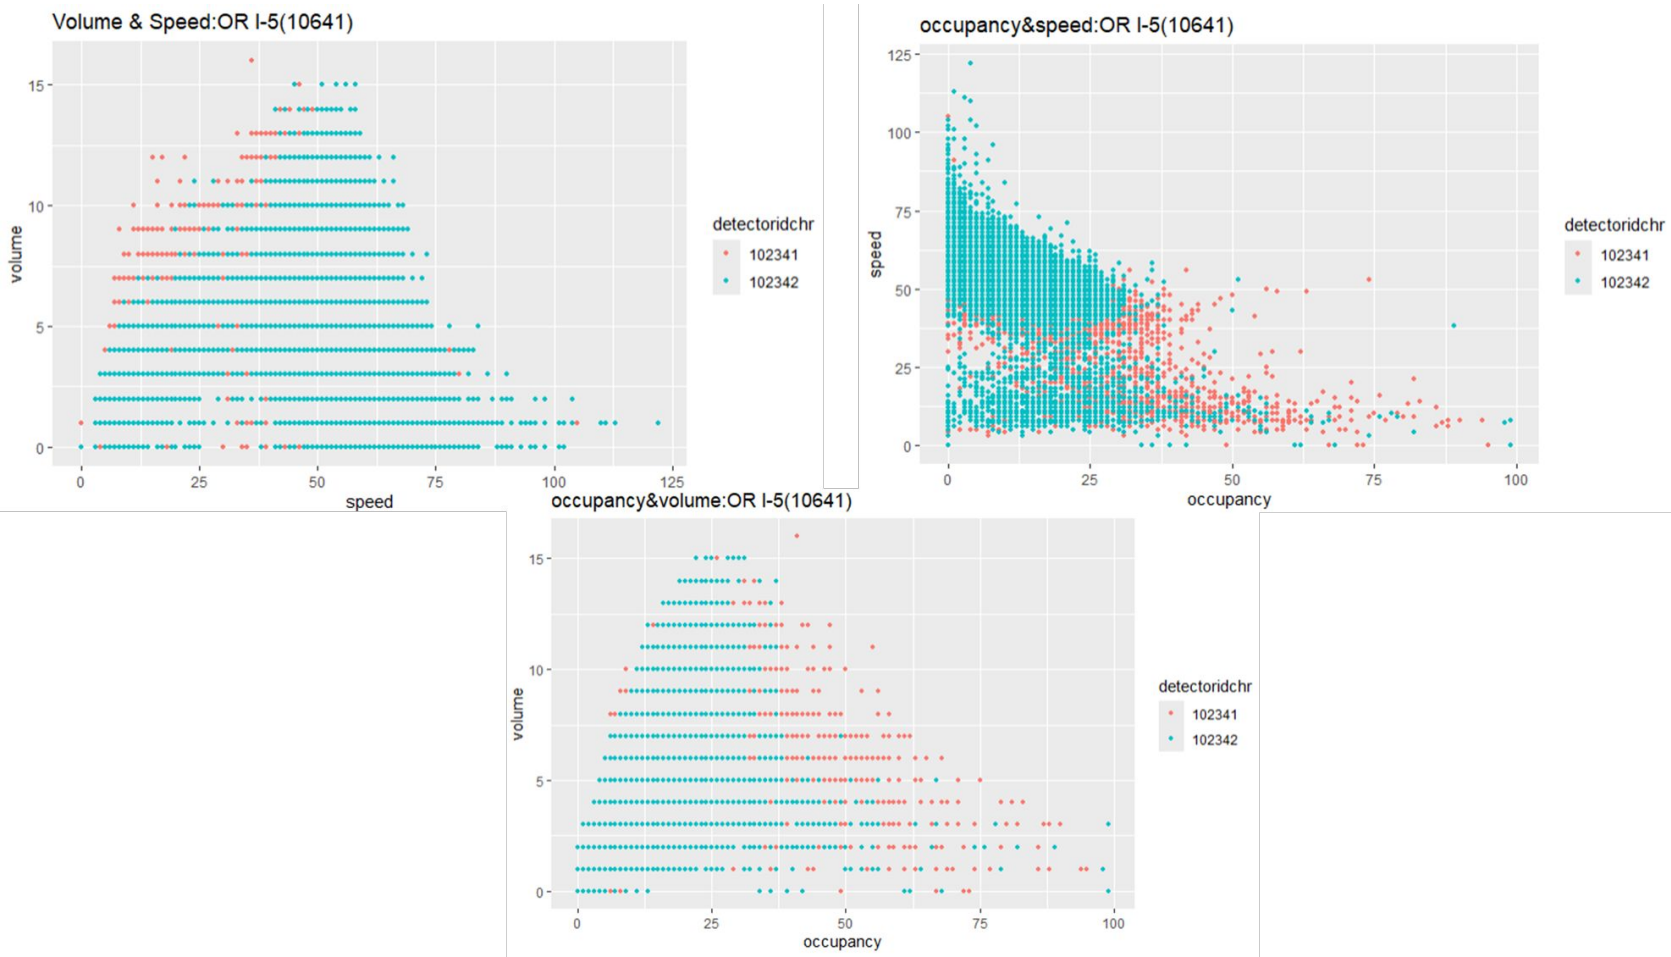 Volume & Speed:OR I-5(10641)
15
10
5
0
volume
0 25 50 75 100 125
speed
detectoridchr
102341
102342
occupancy&speed:OR I-5(10641)
125
100
75
50
25
0
speed
0 25 50 75 100
occupancy
detectoridchr
102341
102342
occupancy&volume:OR I-5(10641)
15
10
5
0
volume
0 25 50 75 100
occupancy
detectoridchr
102341
102342